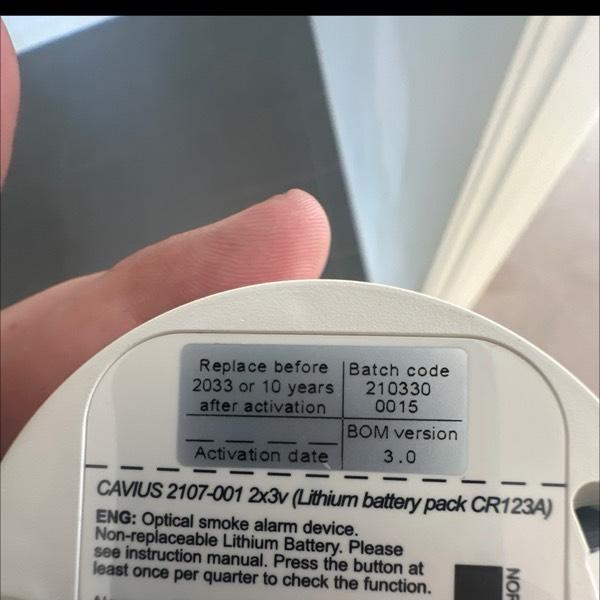 Replace before
2033 or 10 years
after activation
Activation date
Batch code
210330
0015
BOM version
3.0
CAVIUS 2107-001 2x3v (Lithium battery pack CR123A)
ENG: Optical smoke alarm device.
Non-replaceable Lithium Battery. Please
see instruction manual. Press the button at
least once per quarter to check the function.